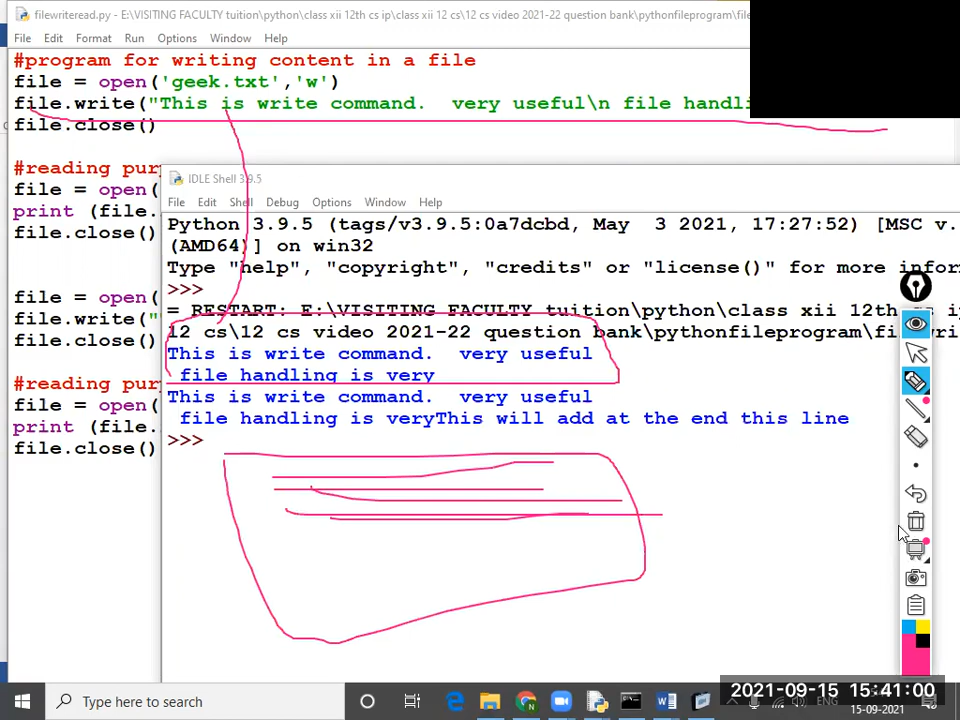 filewriteread.py - E:\VISITING FACULTY tuition\python\class xii 12th cs ip\class xii 12 cs\12 cs video 2021-22 question bank\pythonfileprogram\file
File Edit Format Run Options Window Help
#program for writing content in a file
file = open('geek.txt','w')
file.write("This is write command.  very useful\n file handli
file.close()
#reading pur
file = open(
print (file.
file.close()
file = open(
file.write("
file.close()
#reading pur
file = open(
print (file.
file.close()
IDLE Shell 3.9.5
File Edit Shell Debug Options Window Help
Python 3.9.5 (tags/v3.9.5:0a7dcbd, May  3 2021, 17:27:52) [MSC v.
(AMD64)] on win32
Type "help", "copyright", "credits" or "license()" for more infor
>>>
= RESTART: E:\VISITING FACULTY tuition\python\class xii 12th cs ip
12 cs\12 cs video 2021-22 question bank\pythonfileprogram\filewri
This is write command.  very useful
 file handling is very
This is write command.  very useful
 file handling is veryThis will add at the end this line
>>>
Type here to search
ENG
2021-09-15 15:41:00
15-09-2021